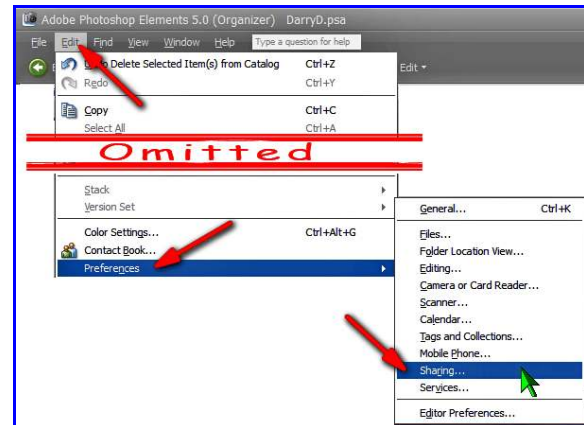 Adobe Photoshop Elements 5.0 (Organizer) DarryD.psa
File Edit Find View Window Help Type a question for help
Edit
Undo Delete Selected Item(s) from Catalog Ctrl+Z
Redo Ctrl+Y
Copy Ctrl+C
Select All Ctrl+A
Omitted
Stack
Version Set
Color Settings... Ctrl+Alt+G
Contact Book...
Preferences
General... Ctrl+K
Files...
Folder Location View...
Editing...
Camera or Card Reader...
Scanner...
Calendar...
Tags and Collections...
Mobile Phone...
Sharing...
Services...
Editor Preferences...